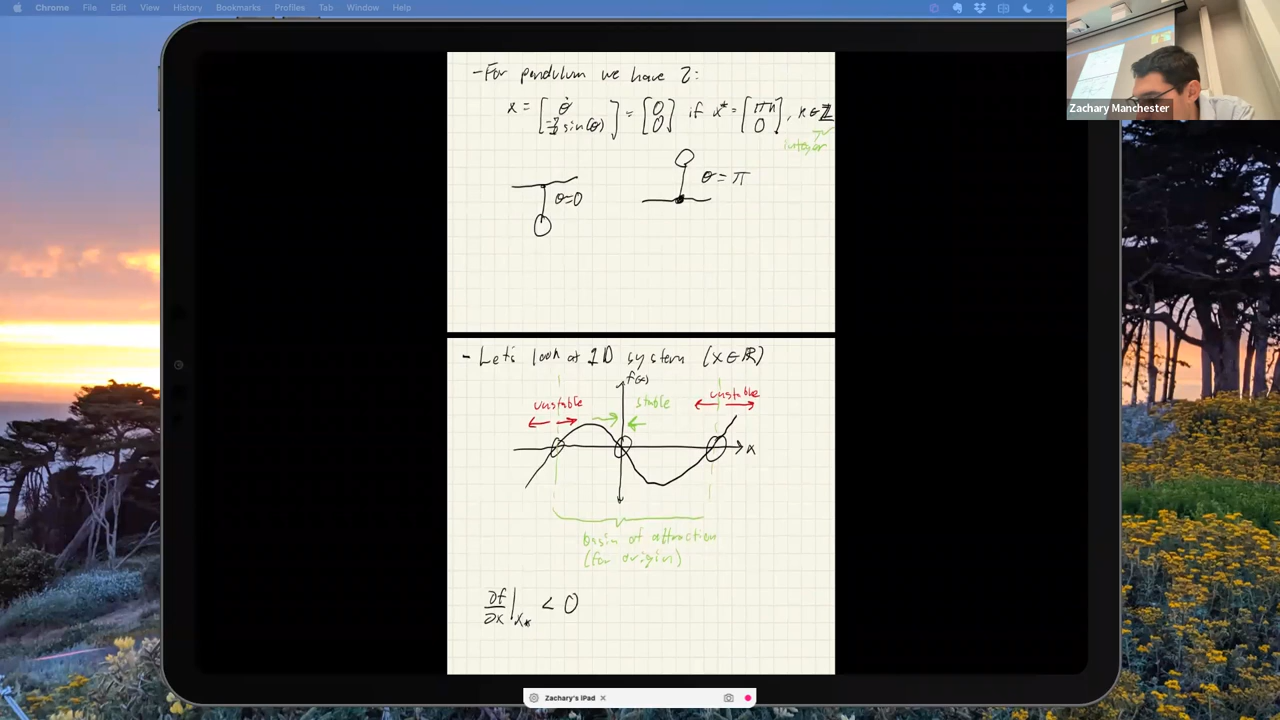 Chrome File Edit View History Bookmarks Profiles Tab Window Help
Zachary Manchester
- For pendulum we have 2:
x = [θ̇ ; -g/l sin(θ)] = [0 ; 0] if x* = [πn ; 0], n ∈ ℤ
integer
θ=0
θ = π
- Let's look at 1D system (x ∈ ℝ)
f(x)
unstable stable unstable
x
basin of attraction
(for origin)
∂f/∂x |x* < 0
Zachary's iPad